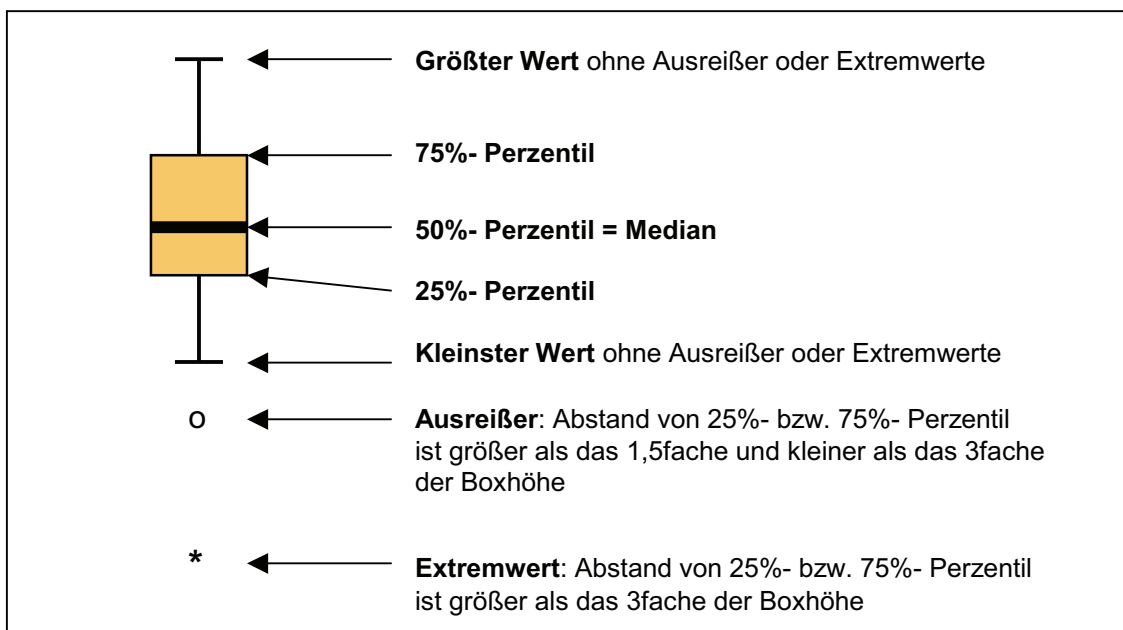 Größter Wert ohne Ausreißer oder Extremwerte
75%- Perzentil
50%- Perzentil = Median
25%- Perzentil
Kleinster Wert ohne Ausreißer oder Extremwerte
o
Ausreißer: Abstand von 25%- bzw. 75%- Perzentil
ist größer als das 1,5fache und kleiner als das 3fache
der Boxhöhe
*
Extremwert: Abstand von 25%- bzw. 75%- Perzentil
ist größer als das 3fache der Boxhöhe